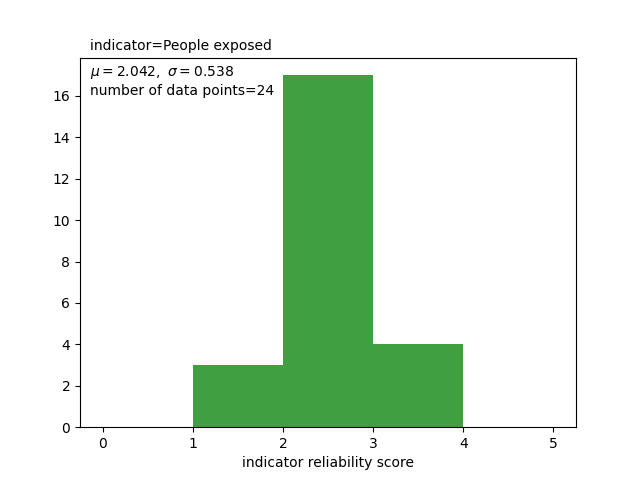 indicator=People exposed
μ = 2.042, σ = 0.538
number of data points=24
16
14
12
10
8
6
4
2
0
0 1 2 3 4 5
indicator reliability score